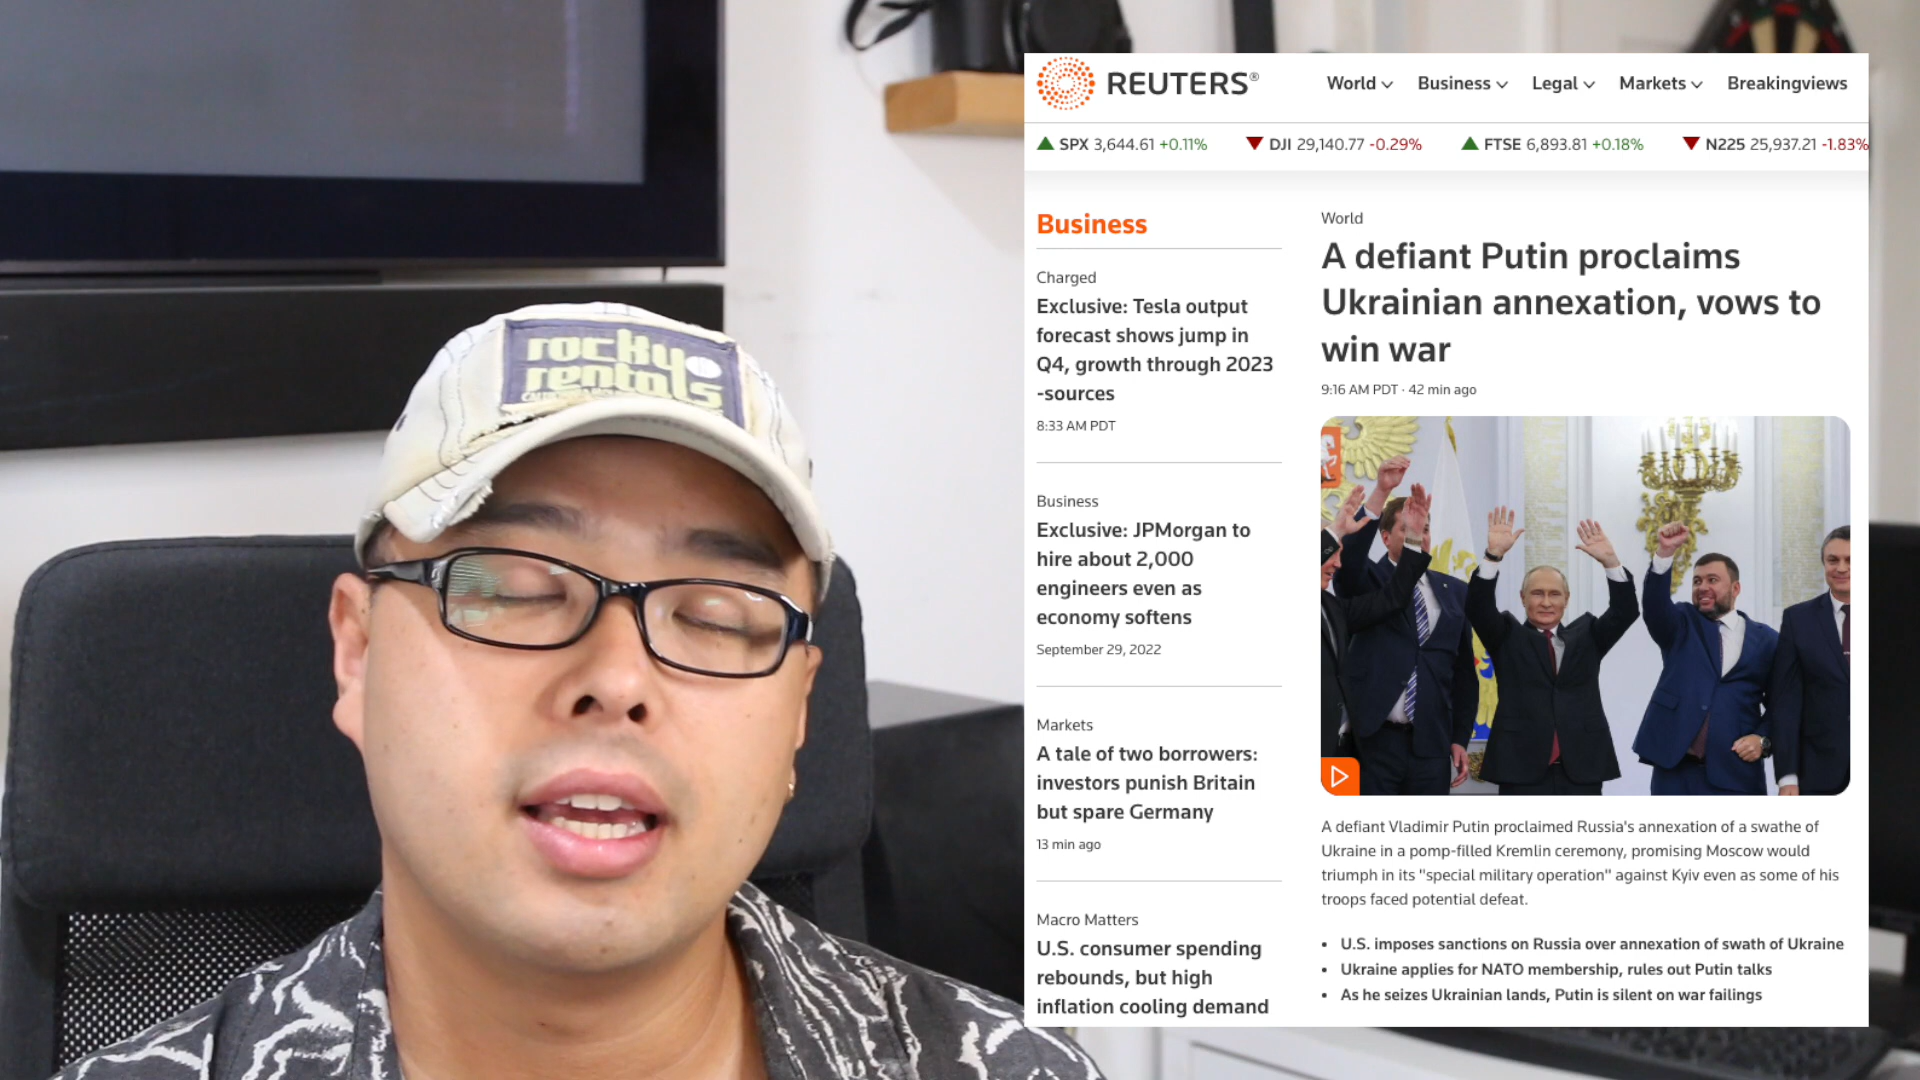 rocky
rentals
REUTERS®
World Business Legal Markets Breakingviews
SPX 3,644.61 +0.11% DJI 29,140.77 -0.29% FTSE 6,893.81 +0.18% N225 25,937.21 -1.83%
Business
Charged
Exclusive: Tesla output
forecast shows jump in
Q4, growth through 2023
-sources
8:33 AM PDT
Business
Exclusive: JPMorgan to
hire about 2,000
engineers even as
economy softens
September 29, 2022
Markets
A tale of two borrowers:
investors punish Britain
but spare Germany
13 min ago
Macro Matters
U.S. consumer spending
rebounds, but high
inflation cooling demand
World
A defiant Putin proclaims
Ukrainian annexation, vows to
win war
9:16 AM PDT · 42 min ago
A defiant Vladimir Putin proclaimed Russia's annexation of a swathe of
Ukraine in a pomp-filled Kremlin ceremony, promising Moscow would
triumph in its "special military operation" against Kyiv even as some of his
troops faced potential defeat.
• U.S. imposes sanctions on Russia over annexation of swath of Ukraine
• Ukraine applies for NATO membership, rules out Putin talks
• As he seizes Ukrainian lands, Putin is silent on war failings